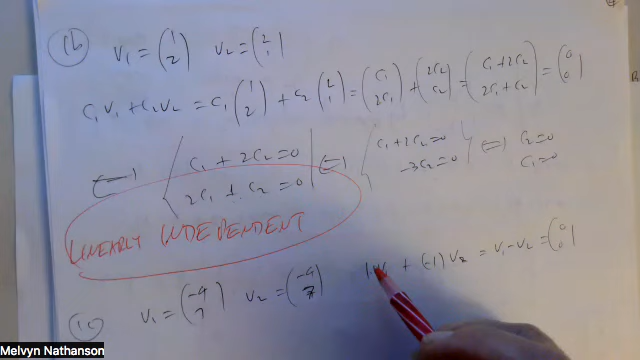 (1b) V₁ = (1 2) V₂ = (2 1)
C₁V₁ + C₂V₂ = C₁ (1 2) + C₂ (2 1) = (C₁ 2C₁) + (2C₂ C₂) = (C₁ + 2C₂ 2C₁ + C₂) = (0 0)
⟺ { C₁ + 2C₂ = 0 ⟺ { C₁ + 2C₂ = 0 ⟺ C₂ = 0
2C₁ + C₂ = 0 -3C₂ = 0 C₁ = 0
LINEARLY INDEPENDENT
(1c) V₁ = (-4 7) V₂ = (-4 7) + (-1) V₂ = V₁ - V₂ = (0 0)
Melvyn Nathanson